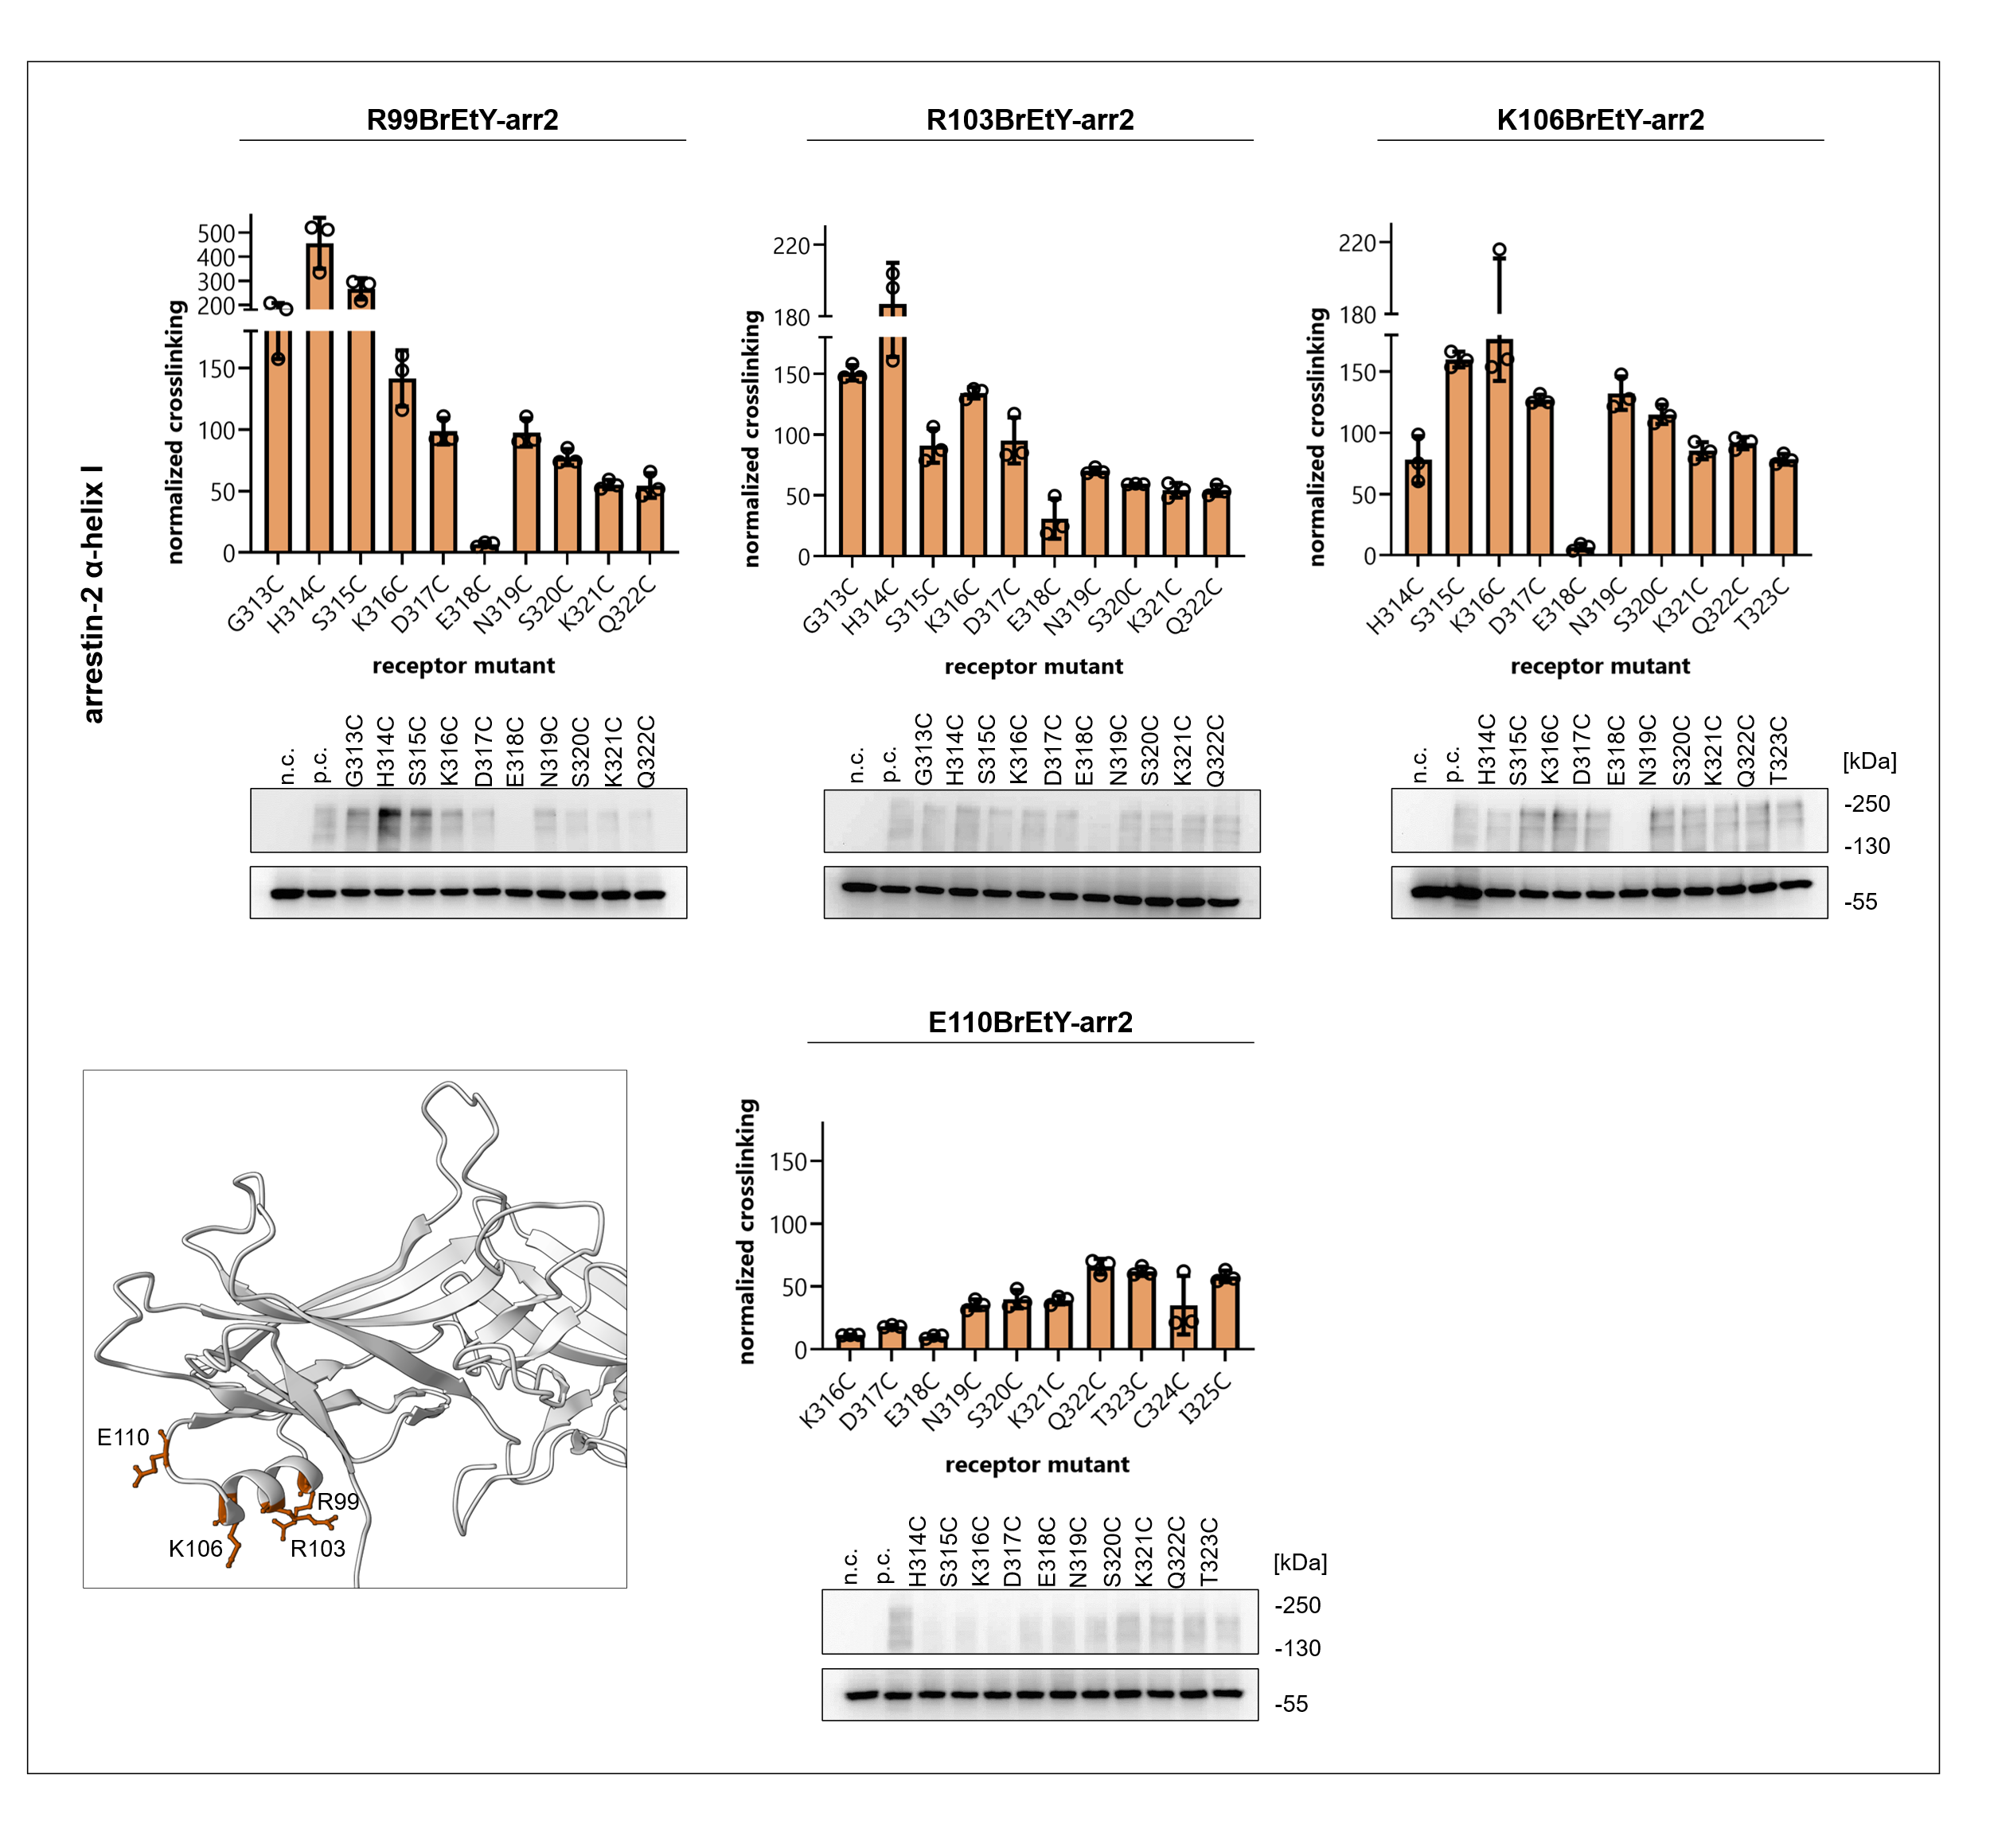 R99BrEtY-arr2
R103BrEtY-arr2
K106BrEtY-arr2
arrestin-2 α-helix I
normalized crosslinking
500
400
300
200
150
100
50
0
G313C H314C S315C K316C D317C E318C N319C S320C K321C Q322C
receptor mutant
normalized crosslinking
220
180
150
100
50
0
G313C H314C S315C K316C D317C E318C N319C S320C K321C Q322C
receptor mutant
normalized crosslinking
220
180
150
100
50
0
H314C S315C K316C D317C E318C N319C S320C K321C Q322C T323C
receptor mutant
n.c. p.c. G313C H314C S315C K316C D317C E318C N319C S320C K321C Q322C
n.c. p.c. G313C H314C S315C K316C D317C E318C N319C S320C K321C Q322C
n.c. p.c. H314C S315C K316C D317C E318C N319C S320C K321C Q322C T323C
[kDa]
-250
-130
-55
E110BrEtY-arr2
E110
R99
K106
R103
normalized crosslinking
150
100
50
0
K316C D317C E318C N319C S320C K321C Q322C T323C C324C I325C
receptor mutant
n.c. p.c. H314C S315C K316C D317C E318C N319C S320C K321C Q322C T323C
[kDa]
-250
-130
-55